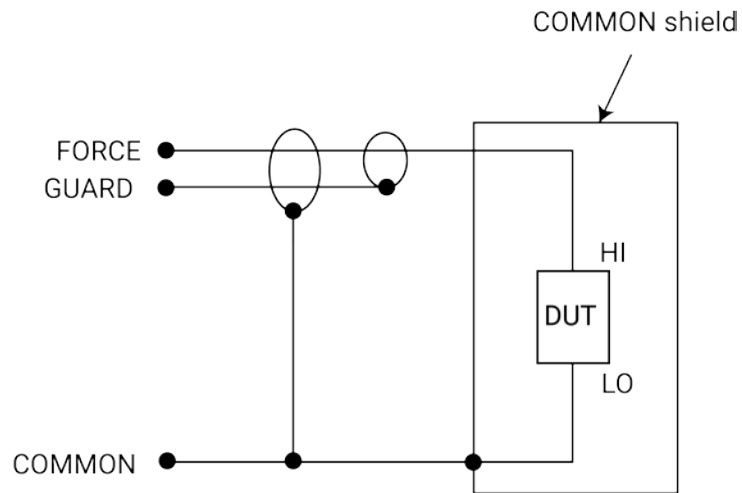 COMMON shield
FORCE
GUARD
HI
DUT
LO
COMMON